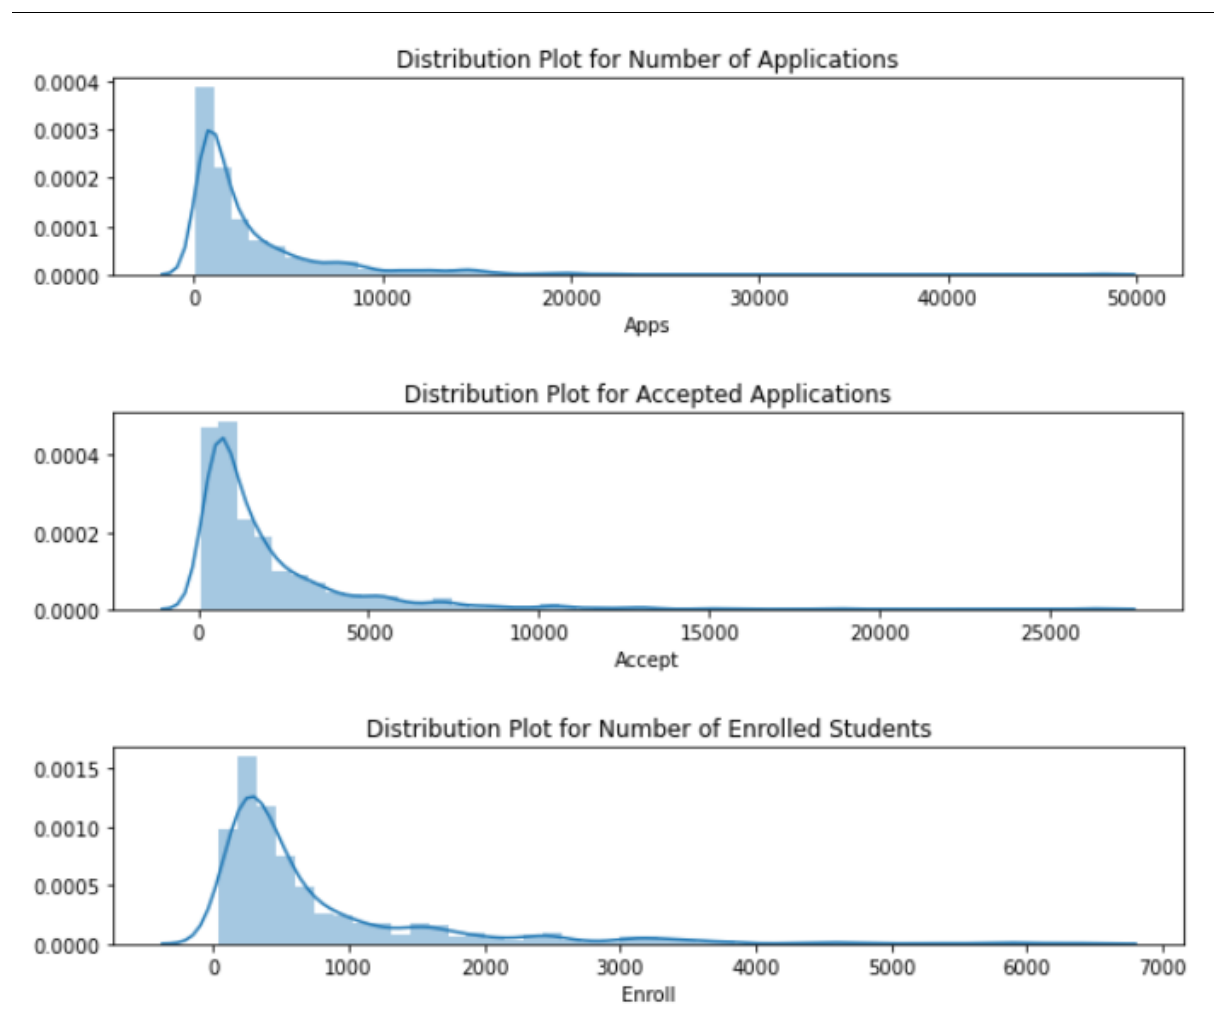 Distribution Plot for Number of Applications
0.0004
0.0003
0.0002
0.0001
0.0000
0 10000 20000 30000 40000 50000
Apps
Distribution Plot for Accepted Applications
0.0004
0.0002
0.0000
0 5000 10000 15000 20000 25000
Accept
Distribution Plot for Number of Enrolled Students
0.0015
0.0010
0.0005
0.0000
0 1000 2000 3000 4000 5000 6000 7000
Enroll